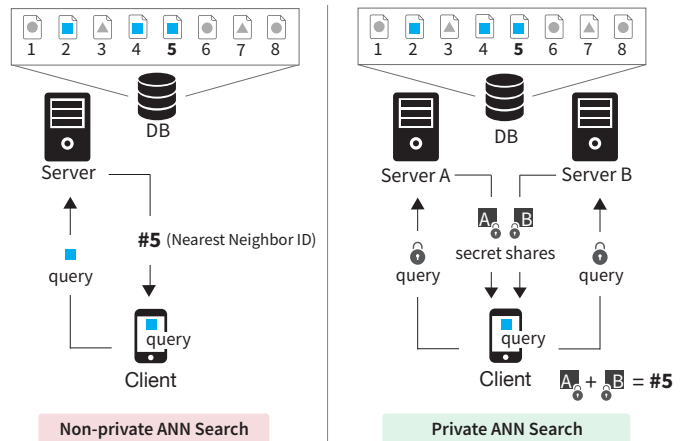 1 2 3 4 5 6 7 8
DB
Server
#5 (Nearest Neighbor ID)
query
query
Client
Non-private ANN Search
1 2 3 4 5 6 7 8
DB
Server A
Server B
A B
secret shares
query
query
query
Client
A + B = #5
Private ANN Search